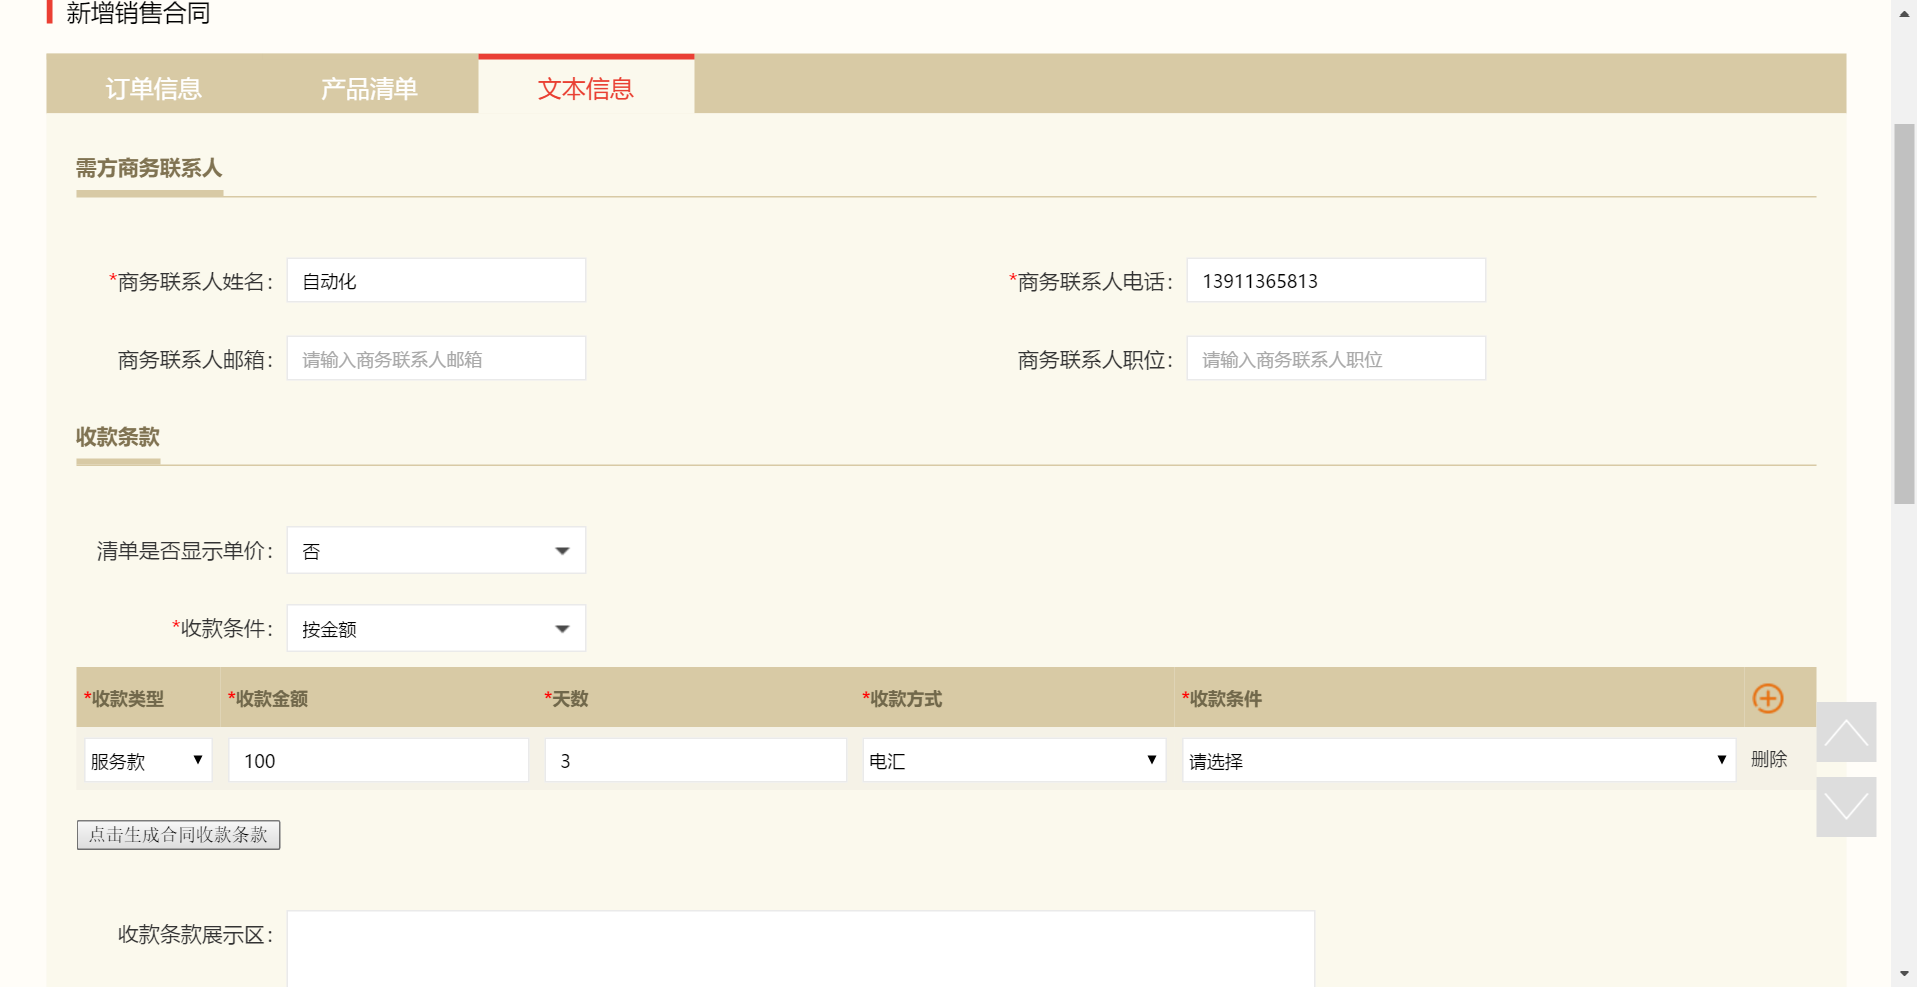 新增销售合同
订单信息 产品清单 文本信息
需方商务联系人
*商务联系人姓名： 自动化 *商务联系人电话： 13911365813
商务联系人邮箱： 请输入商务联系人邮箱 商务联系人职位： 请输入商务联系人职位
收款条款
清单是否显示单价： 否
*收款条件： 按金额
*收款类型 *收款金额 *天数 *收款方式 *收款条件
服务款 100 3 电汇 请选择 删除
点击生成合同收款条款
收款条款展示区：